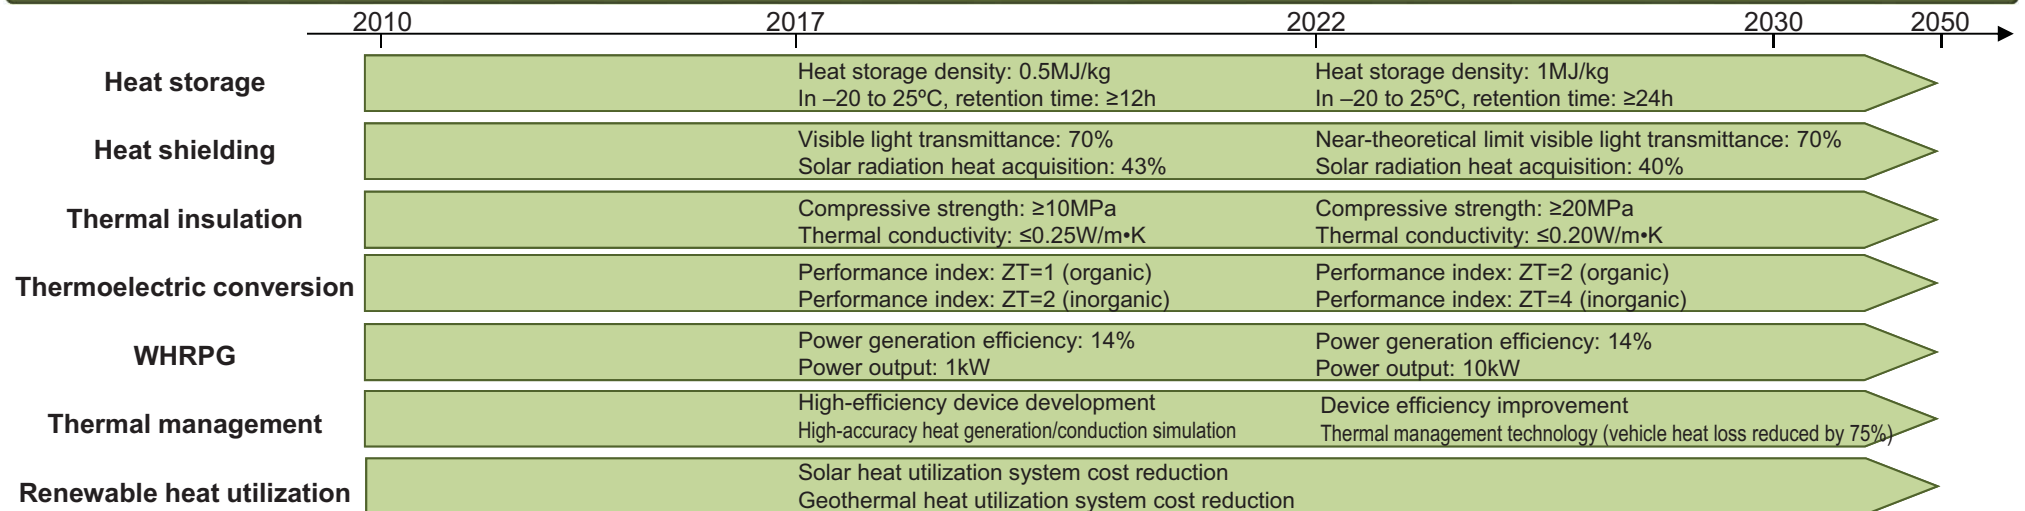 2010 2017 2022 2030 2050
Heat storage
Heat storage density: 0.5MJ/kg
In –20 to 25ºC, retention time: ≥12h
Heat storage density: 1MJ/kg
In –20 to 25ºC, retention time: ≥24h
Heat shielding
Visible light transmittance: 70%
Solar radiation heat acquisition: 43%
Near-theoretical limit visible light transmittance: 70%
Solar radiation heat acquisition: 40%
Thermal insulation
Compressive strength: ≥10MPa
Thermal conductivity: ≤0.25W/m•K
Compressive strength: ≥20MPa
Thermal conductivity: ≤0.20W/m•K
Thermoelectric conversion
Performance index: ZT=1 (organic)
Performance index: ZT=2 (inorganic)
Performance index: ZT=2 (organic)
Performance index: ZT=4 (inorganic)
WHRPG
Power generation efficiency: 14%
Power output: 1kW
Power generation efficiency: 14%
Power output: 10kW
Thermal management
High-efficiency device development
High-accuracy heat generation/conduction simulation
Device efficiency improvement
Thermal management technology (vehicle heat loss reduced by 75%)
Renewable heat utilization
Solar heat utilization system cost reduction
Geothermal heat utilization system cost reduction